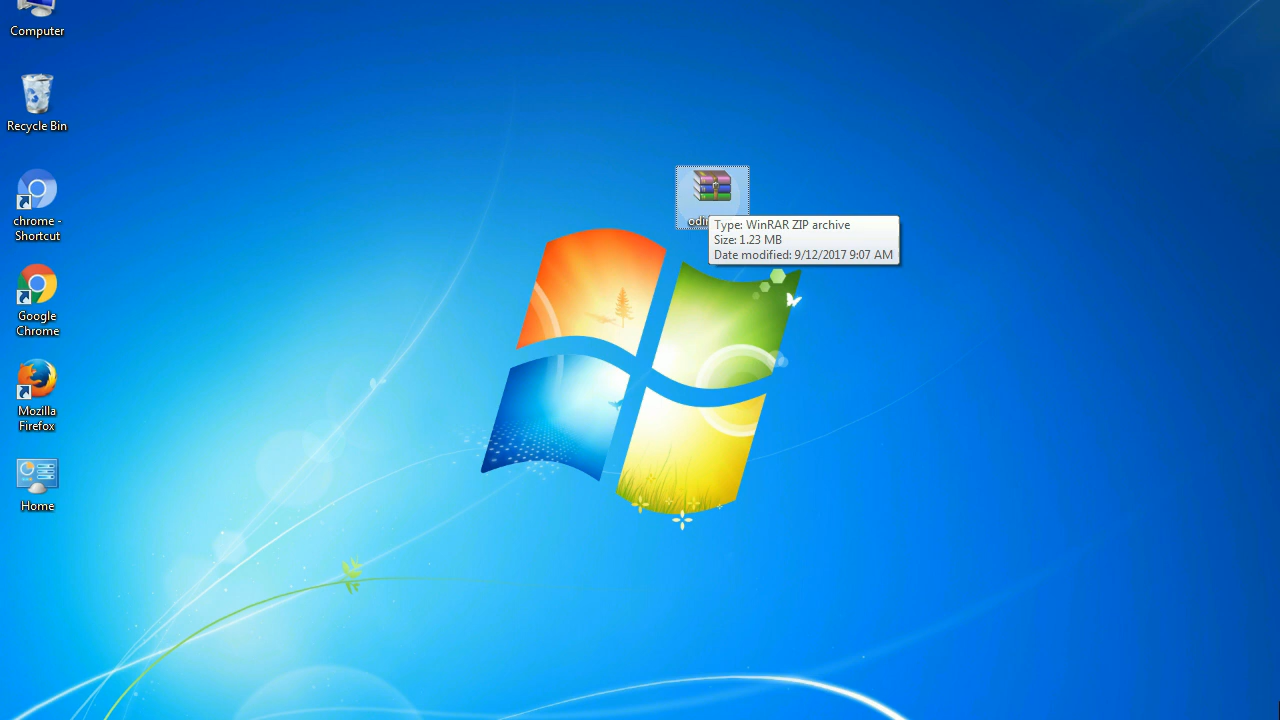 Computer
Recycle Bin
chrome -
Shortcut
Google
Chrome
Mozilla
Firefox
Home
Type: WinRAR ZIP archive
Size: 1.23 MB
Date modified: 9/12/2017 9:07 AM